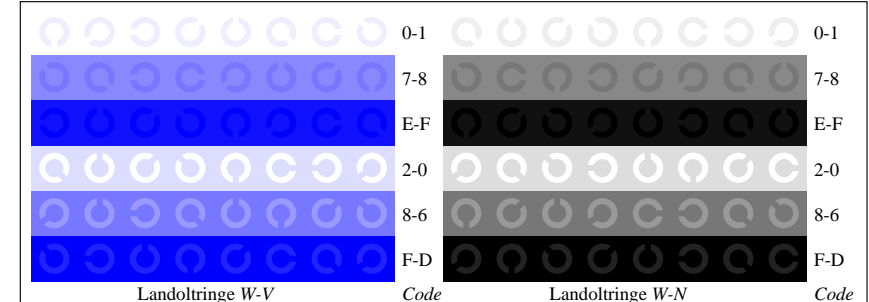 0-1 0-1
7-8 7-8
E-F E-F
2-0 2-0
8-6 8-6
F-D F-D
Landoltringe W-V Code Landoltringe W-N Code